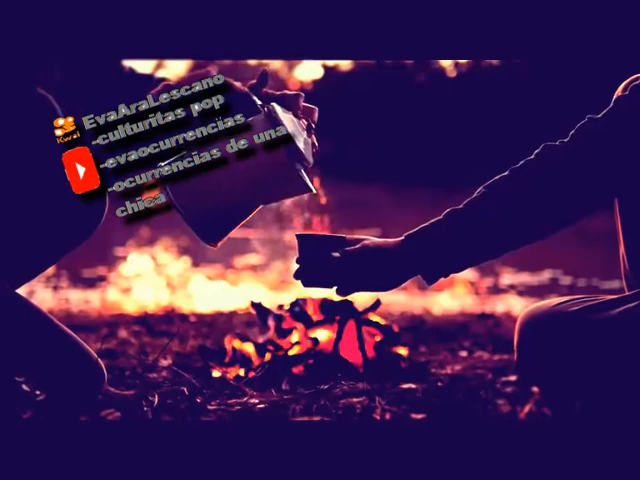 EvaAraLescano
-culturitas pop
Kwai
-evaocurrencias
-ocurrencias de una
chica